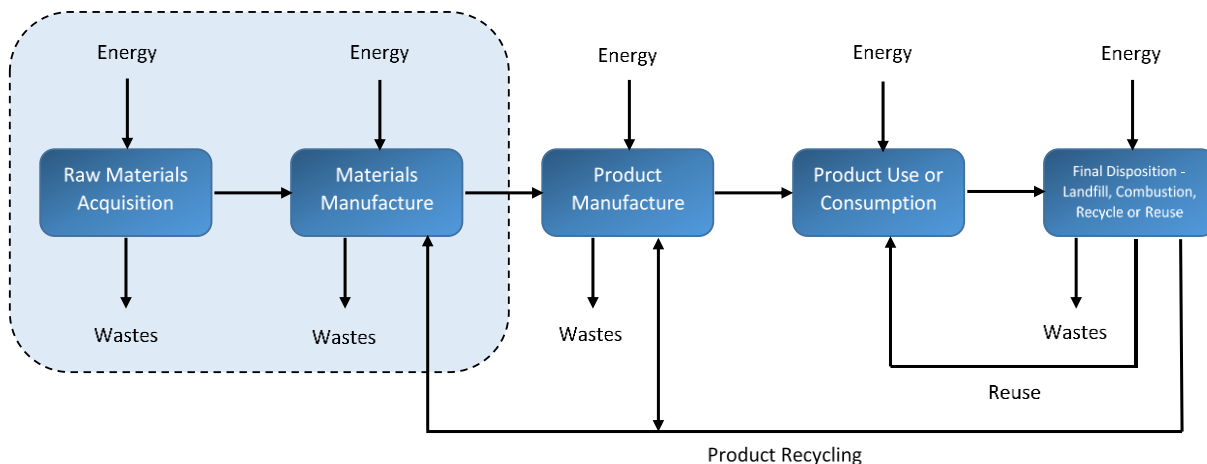 Energy
Energy
Energy
Energy
Energy
Raw Materials
Acquisition
Materials
Manufacture
Product
Manufacture
Product Use or
Consumption
Final Disposition -
Landfill, Combustion,
Recycle or Reuse
Wastes
Wastes
Wastes
Wastes
Reuse
Product Recycling